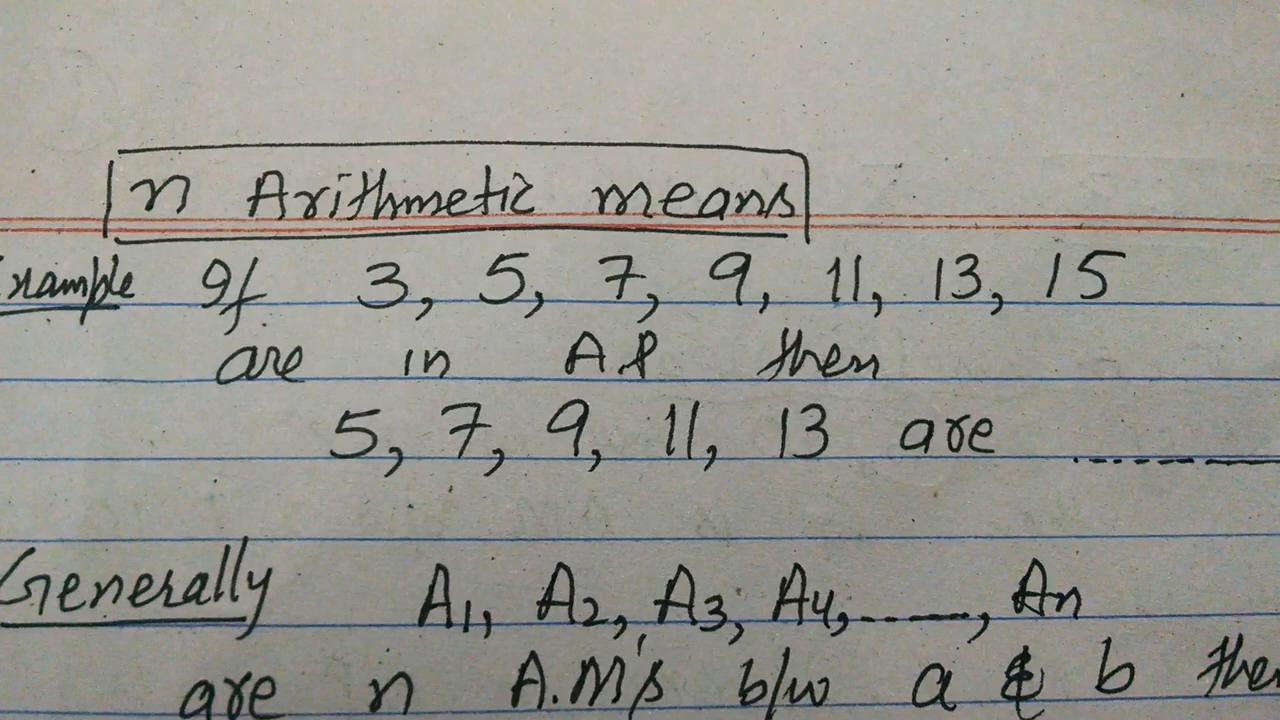 n Arithmetic means
Example If 3, 5, 7, 9, 11, 13, 15
are in AP then
5, 7, 9, 11, 13 are ........
Generally A1, A2, A3, A4,-----, An
are n A.M's b/w a & b then